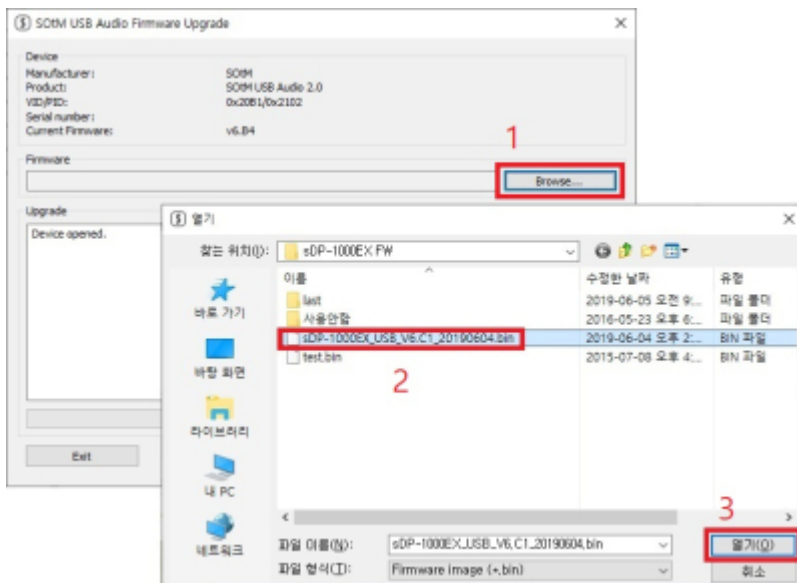 SOtM USB Audio Firmware Upgrade
Device
Manufacturer: SOtM
Product: SOtM USB Audio 2.0
VID/PID: 0x20B1/0x2102
Serial number:
Current Firmware: v6.B4
1
Firmware
Browse...
Upgrade
Device opened.
열기
찾는 위치(I): sDP-1000EX FW
이름 수정한 날짜 유형
last 2019-06-05 오전 9:... 파일 폴더
사용안함 2016-05-23 오후 6:... 파일 폴더
sDP-1000EX_USB_V6.C1_20190604.bin 2019-06-04 오후 2:... BIN 파일
test.bin 2015-07-08 오후 4:... BIN 파일
2
바로 가기
바탕 화면
라이브러리
내 PC
네트워크
Exit
3
파일 이름(N): sDP-1000EX_USB_V6.C1_20190604.bin 열기(O)
파일 형식(T): Firmware Image (*.bin) 취소